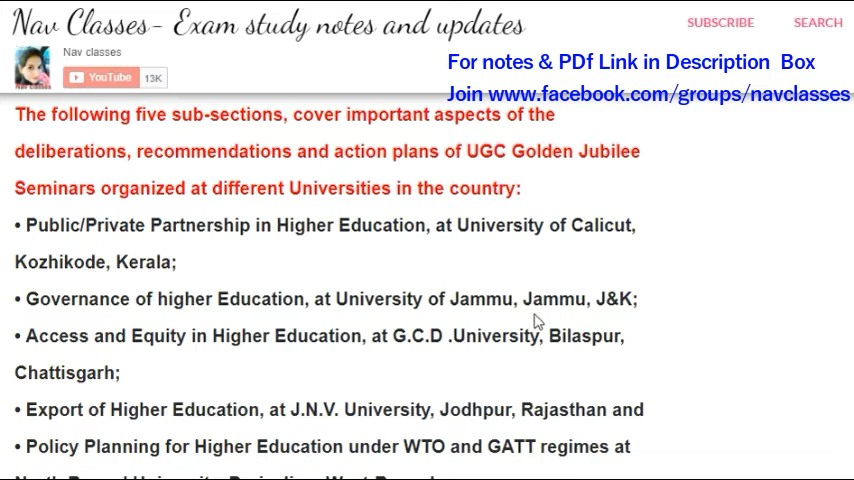 Nav Classes- Exam study notes and updates
SUBSCRIBE SEARCH
Nav classes
YouTube 13K
Nav classes
For notes & PDf Link in Description Box
Join www.facebook.com/groups/navclasses
The following five sub-sections, cover important aspects of the
deliberations, recommendations and action plans of UGC Golden Jubilee
Seminars organized at different Universities in the country:
• Public/Private Partnership in Higher Education, at University of Calicut,
Kozhikode, Kerala;
• Governance of higher Education, at University of Jammu, Jammu, J&K;
• Access and Equity in Higher Education, at G.C.D .University, Bilaspur,
Chattisgarh;
• Export of Higher Education, at J.N.V. University, Jodhpur, Rajasthan and
• Policy Planning for Higher Education under WTO and GATT regimes at